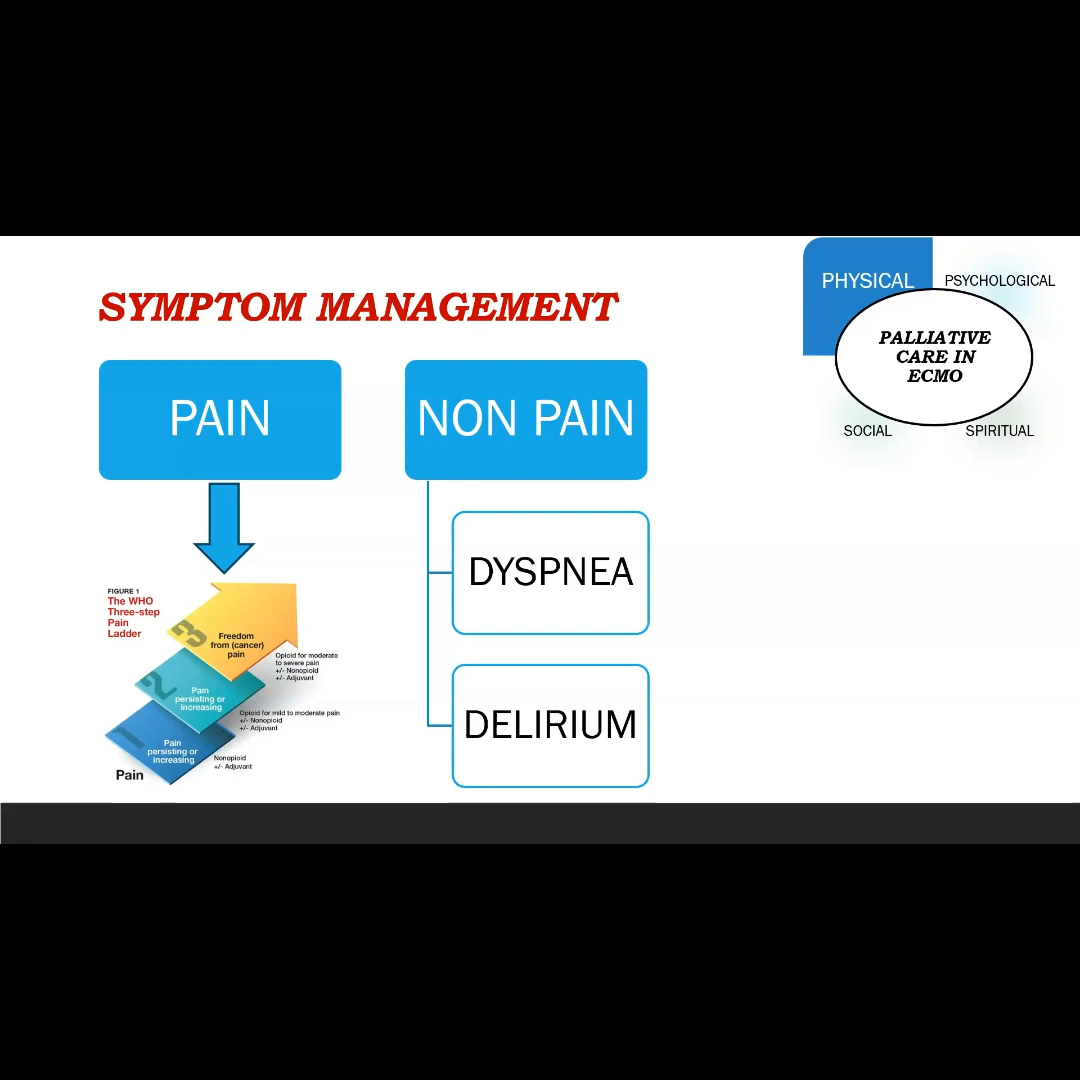 SYMPTOM MANAGEMENT
PHYSICAL
PSYCHOLOGICAL
PALLIATIVE
CARE IN
ECMO
SOCIAL
SPIRITUAL
PAIN
NON PAIN
DYSPNEA
DELIRIUM
FIGURE 1
The WHO
Three-step
Pain
Ladder
3
Freedom
from (cancer)
pain
Opioid for moderate
to severe pain
+/- Nonopioid
+/- Adjuvant
2
Pain
persisting or
increasing
Opioid for mild to moderate pain
+/- Nonopioid
+/- Adjuvant
1
Pain
persisting or
increasing
Nonopioid
+/- Adjuvant
Pain